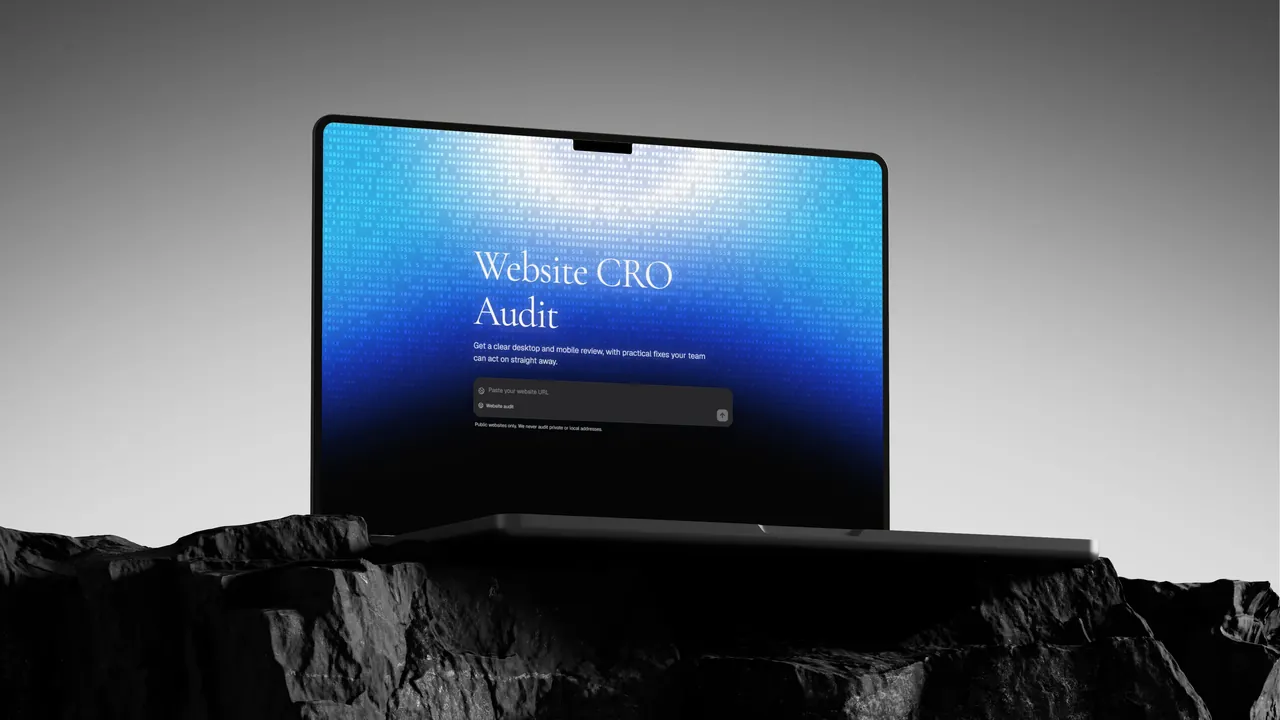 Website CRO
Audit
Get a clear desktop and mobile review, with practical fixes your team
can act on straight away.
Paste your website URL
Website audit
Public websites only. We never audit private or local addresses.